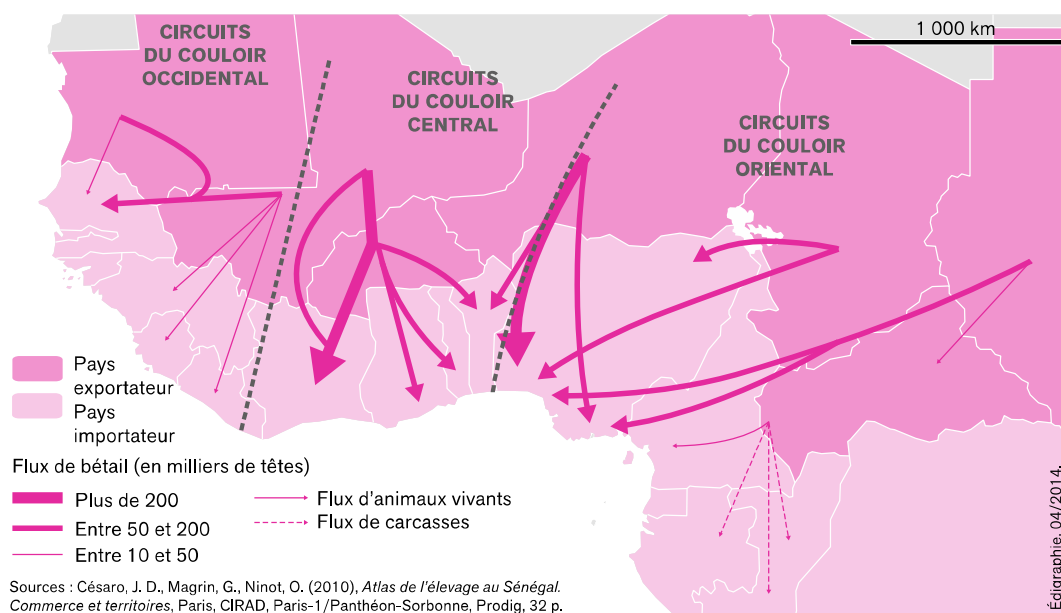 CIRCUITS
DU COULOIR
OCCIDENTAL
CIRCUITS
DU COULOIR
CENTRAL
CIRCUITS
DU COULOIR
ORIENTAL
1 000 km
Pays
exportateur
Pays
importateur
Flux de bétail (en milliers de têtes)
Plus de 200
Entre 50 et 200
Entre 10 et 50
Flux d'animaux vivants
Flux de carcasses
Sources : Césaro, J. D., Magrin, G., Ninot, O. (2010), Atlas de l'élevage au Sénégal.
Commerce et territoires, Paris, CIRAD, Paris-1/Panthéon-Sorbonne, Prodig, 32 p.
Édigraphie, 04/2014.